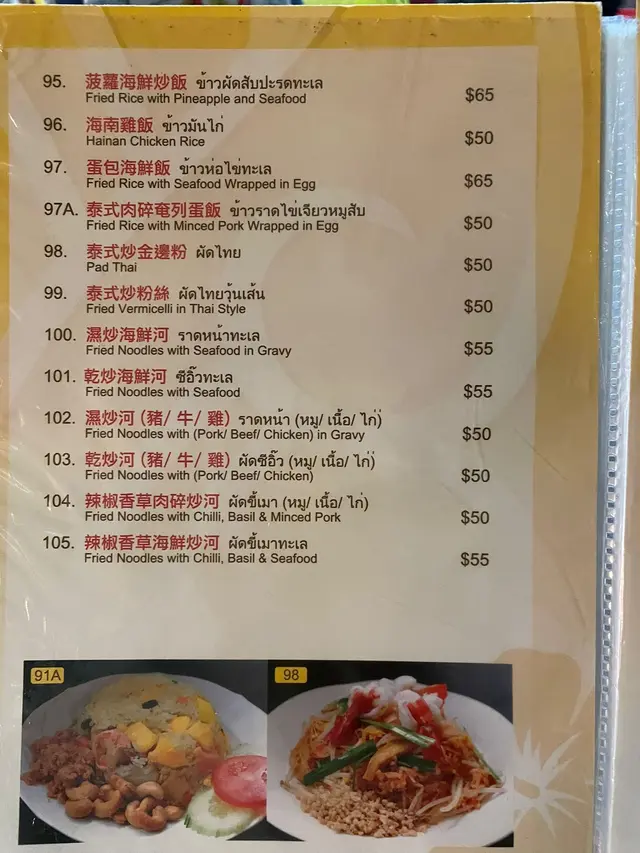 95. 菠蘿海鮮炒飯 ข้าวผัดสับปะรดทะเล
Fried Rice with Pineapple and Seafood $65
96. 海南雞飯 ข้าวมันไก่
Hainan Chicken Rice $50
97. 蛋包海鮮飯 ข้าวห่อไข่ทะเล
Fried Rice with Seafood Wrapped in Egg $65
97A. 泰式肉碎奄列蛋飯 ข้าวราดไข่เจียวหมูสับ
Fried Rice with Minced Pork Wrapped in Egg $50
98. 泰式炒金邊粉 ผัดไทย
Pad Thai $50
99. 泰式炒粉絲 ผัดไทยวุ้นเส้น
Fried Vermicelli in Thai Style $50
100. 濕炒海鮮河 ราดหน้าทะเล
Fried Noodles with Seafood in Gravy $55
101. 乾炒海鮮河 ซีอิ๊วทะเล
Fried Noodles with Seafood $55
102. 濕炒河 (豬/ 牛/ 雞) ราดหน้า (หมู/ เนื้อ/ ไก่)
Fried Noodles with (Pork/ Beef/ Chicken) in Gravy $50
103. 乾炒河 (豬/ 牛/ 雞) ผัดซีอิ๊ว (หมู/ เนื้อ/ ไก่)
Fried Noodles with (Pork/ Beef/ Chicken) $50
104. 辣椒香草肉碎炒河 ผัดขี้เมา (หมู/ เนื้อ/ ไก่)
Fried Noodles with Chilli, Basil & Minced Pork $50
105. 辣椒香草海鮮炒河 ผัดขี้เมาทะเล
Fried Noodles with Chilli, Basil & Seafood $55
91A
98